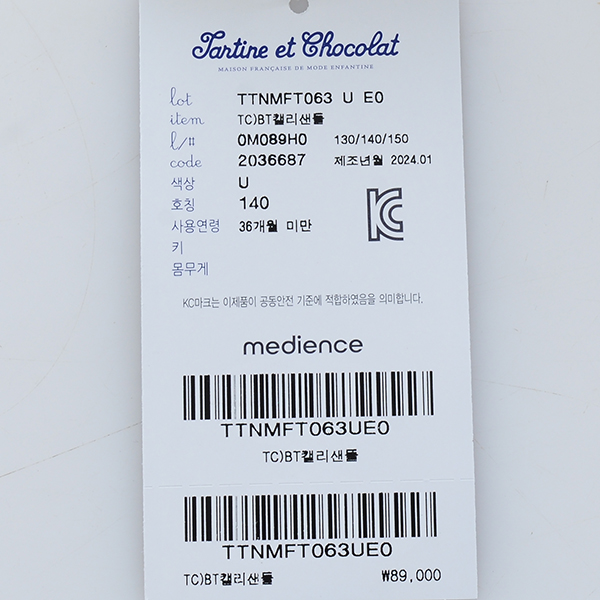 Tartine et Chocolat
MAISON FRANÇAISE DE MODE ENFANTINE
lot TTNMFT063 U E0
item TC)BT캘리샌들
l/# 0M089H0 130/140/150
code 2036687 제조년월 2024.01
색상 U
호칭 140
사용연령 36개월 미만
키
몸무게
KC
KC마크는 이제품이 공통안전 기준에 적합하였음을 의미합니다.
medience
TTNMFT063UE0
TC)BT캘리샌들
TTNMFT063UE0
TC)BT캘리샌들 ₩89,000